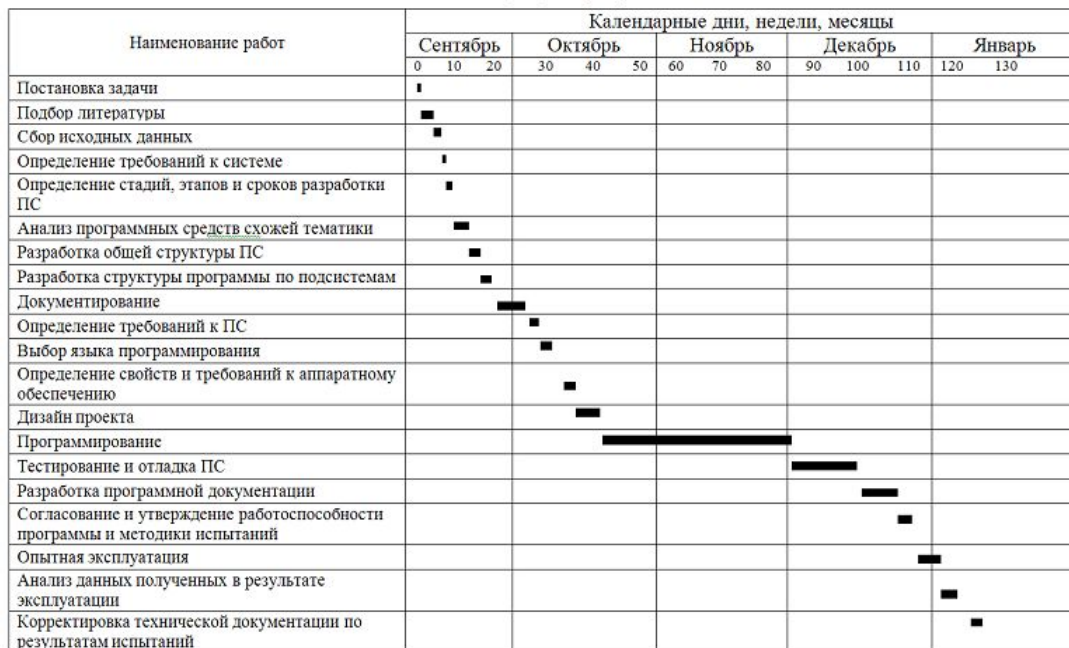 Наименование работ
Календарные дни, недели, месяцы
Сентябрь Октябрь Ноябрь Декабрь Январь
0 10 20 30 40 50 60 70 80 90 100 110 120 130
Постановка задачи
Подбор литературы
Сбор исходных данных
Определение требований к системе
Определение стадий, этапов и сроков разработки
ПС
Анализ программных средств схожей тематики
Разработка общей структуры ПС
Разработка структуры программы по подсистемам
Документирование
Определение требований к ПС
Выбор языка программирования
Определение свойств и требований к аппаратному
обеспечению
Дизайн проекта
Программирование
Тестирование и отладка ПС
Разработка программной документации
Согласование и утверждение работоспособности
программы и методики испытаний
Опытная эксплуатация
Анализ данных полученных в результате
эксплуатации
Корректировка технической документации по
результатам испытаний